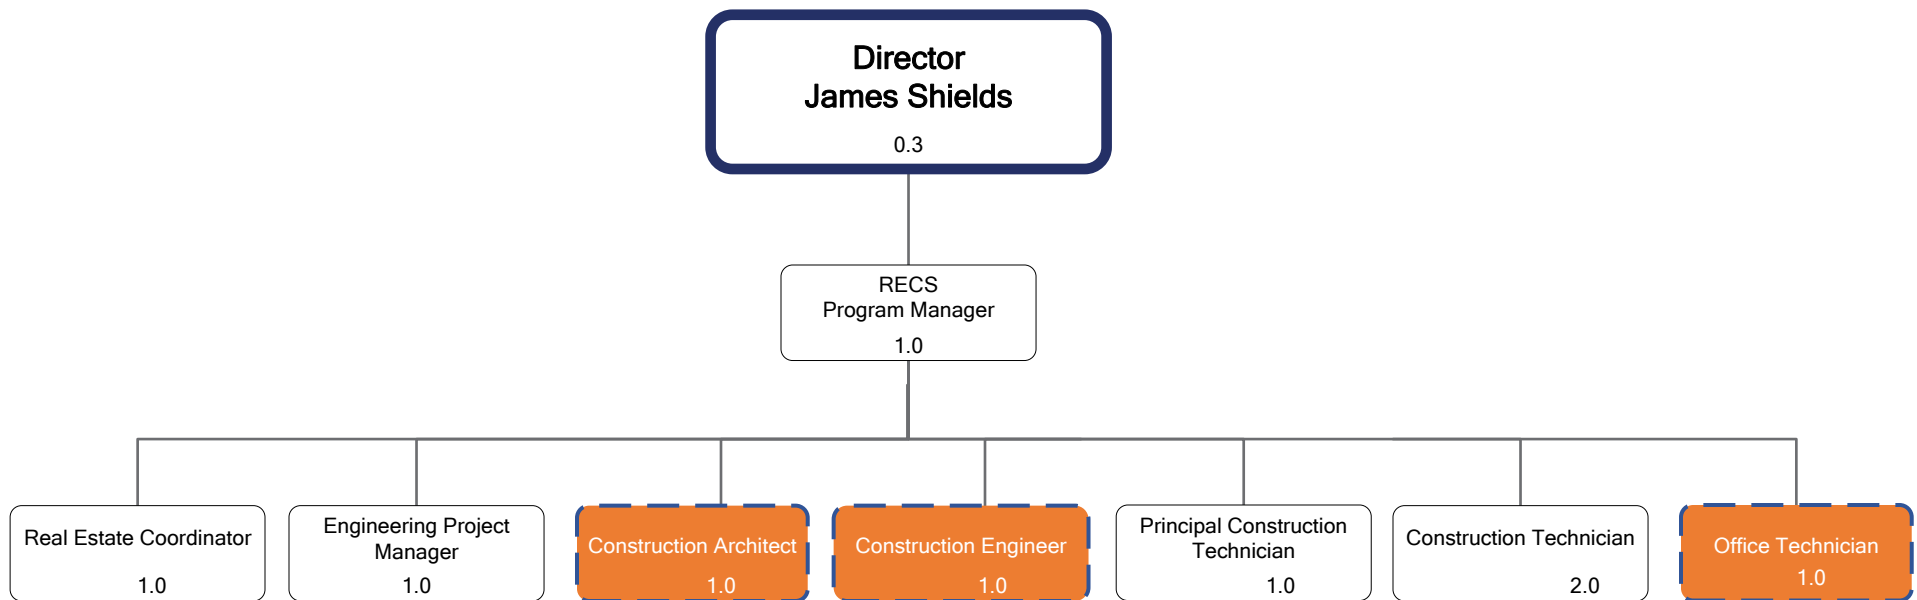 Director
James Shields
0.3
RECS
Program Manager
1.0
Real Estate Coordinator
1.0
Engineering Project
Manager
1.0
Construction Architect
1.0
Construction Engineer
1.0
Principal Construction
Technician
1.0
Construction Technician
2.0
Office Technician
1.0